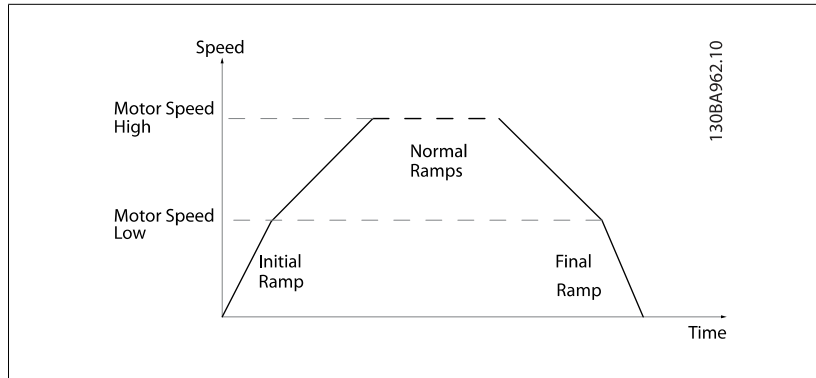 Speed
130BA962.10
Motor Speed
High
Normal
Ramps
Motor Speed
Low
Initial
Ramp
Final
Ramp
Time